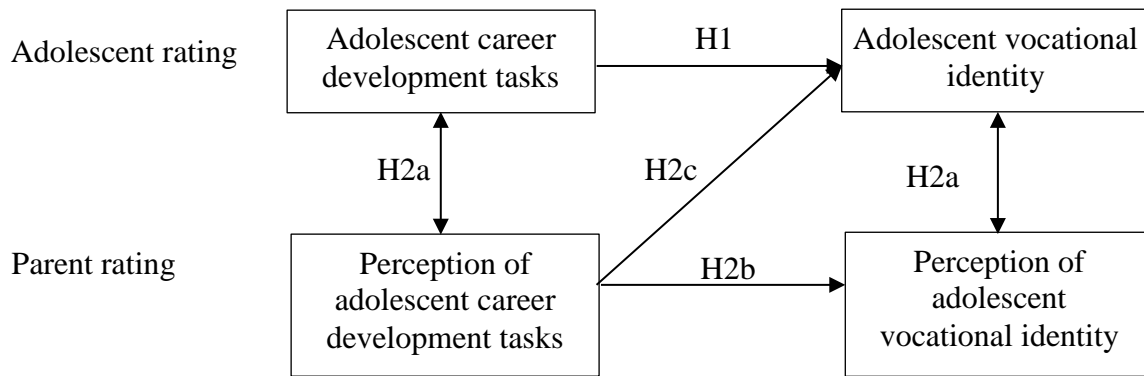 Adolescent rating
Adolescent career
development tasks
H1
Adolescent vocational
identity
H2a
H2c
H2a
Parent rating
Perception of
adolescent career
development tasks
H2b
Perception of
adolescent
vocational identity